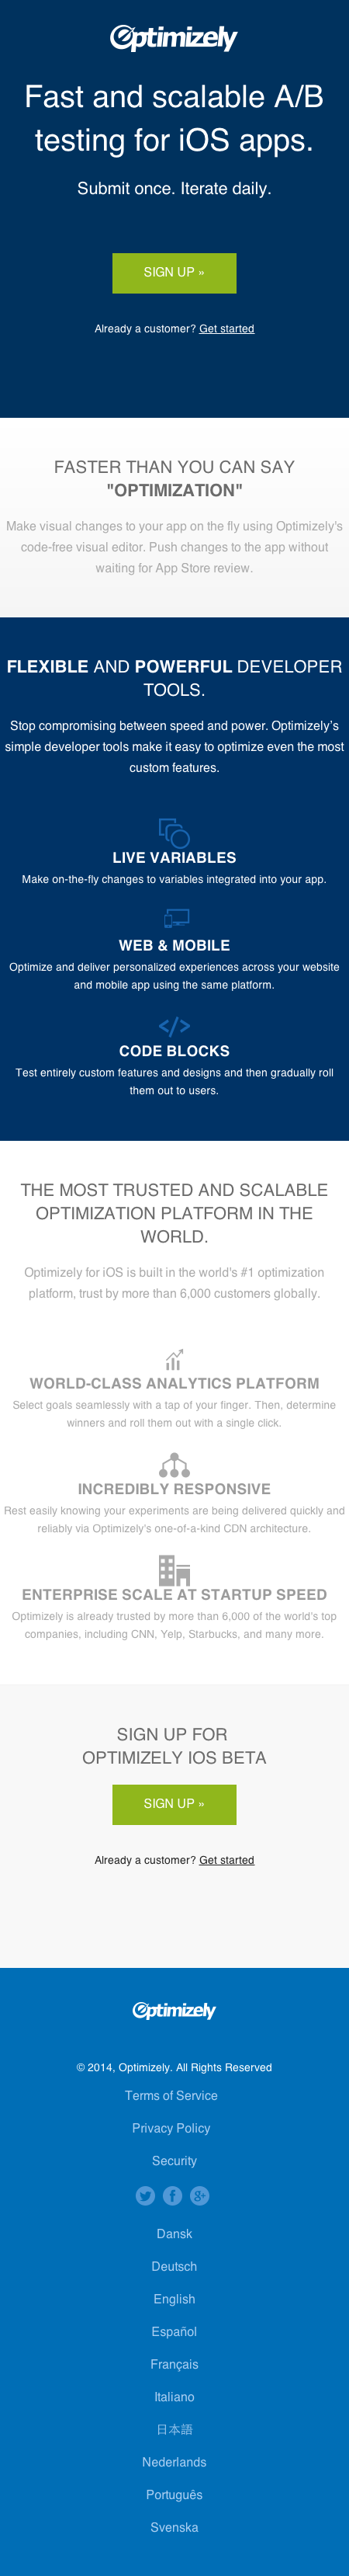 Optimizely
Fast and scalable A/B
testing for iOS apps.
Submit once. Iterate daily.
SIGN UP »
Already a customer? Get started
FASTER THAN YOU CAN SAY
"OPTIMIZATION"
Make visual changes to your app on the fly using Optimizely's
code-free visual editor. Push changes to the app without
waiting for App Store review.
FLEXIBLE AND POWERFUL DEVELOPER
TOOLS.
Stop compromising between speed and power. Optimizely's
simple developer tools make it easy to optimize even the most
custom features.
LIVE VARIABLES
Make on-the-fly changes to variables integrated into your app.
WEB & MOBILE
Optimize and deliver personalized experiences across your website
and mobile app using the same platform.
CODE BLOCKS
Test entirely custom features and designs and then gradually roll
them out to users.
THE MOST TRUSTED AND SCALABLE
OPTIMIZATION PLATFORM IN THE
WORLD.
Optimizely for iOS is built in the world's #1 optimization
platform, trust by more than 6,000 customers globally.
WORLD-CLASS ANALYTICS PLATFORM
Select goals seamlessly with a tap of your finger. Then, determine
winners and roll them out with a single click.
INCREDIBLY RESPONSIVE
Rest easily knowing your experiments are being delivered quickly and
reliably via Optimizely's one-of-a-kind CDN architecture.
ENTERPRISE SCALE AT STARTUP SPEED
Optimizely is already trusted by more than 6,000 of the world's top
companies, including CNN, Yelp, Starbucks, and many more.
SIGN UP FOR
OPTIMIZELY IOS BETA
SIGN UP »
Already a customer? Get started
Optimizely
© 2014, Optimizely. All Rights Reserved
Terms of Service
Privacy Policy
Security
Dansk
Deutsch
English
Español
Français
Italiano
日本語
Nederlands
Português
Svenska